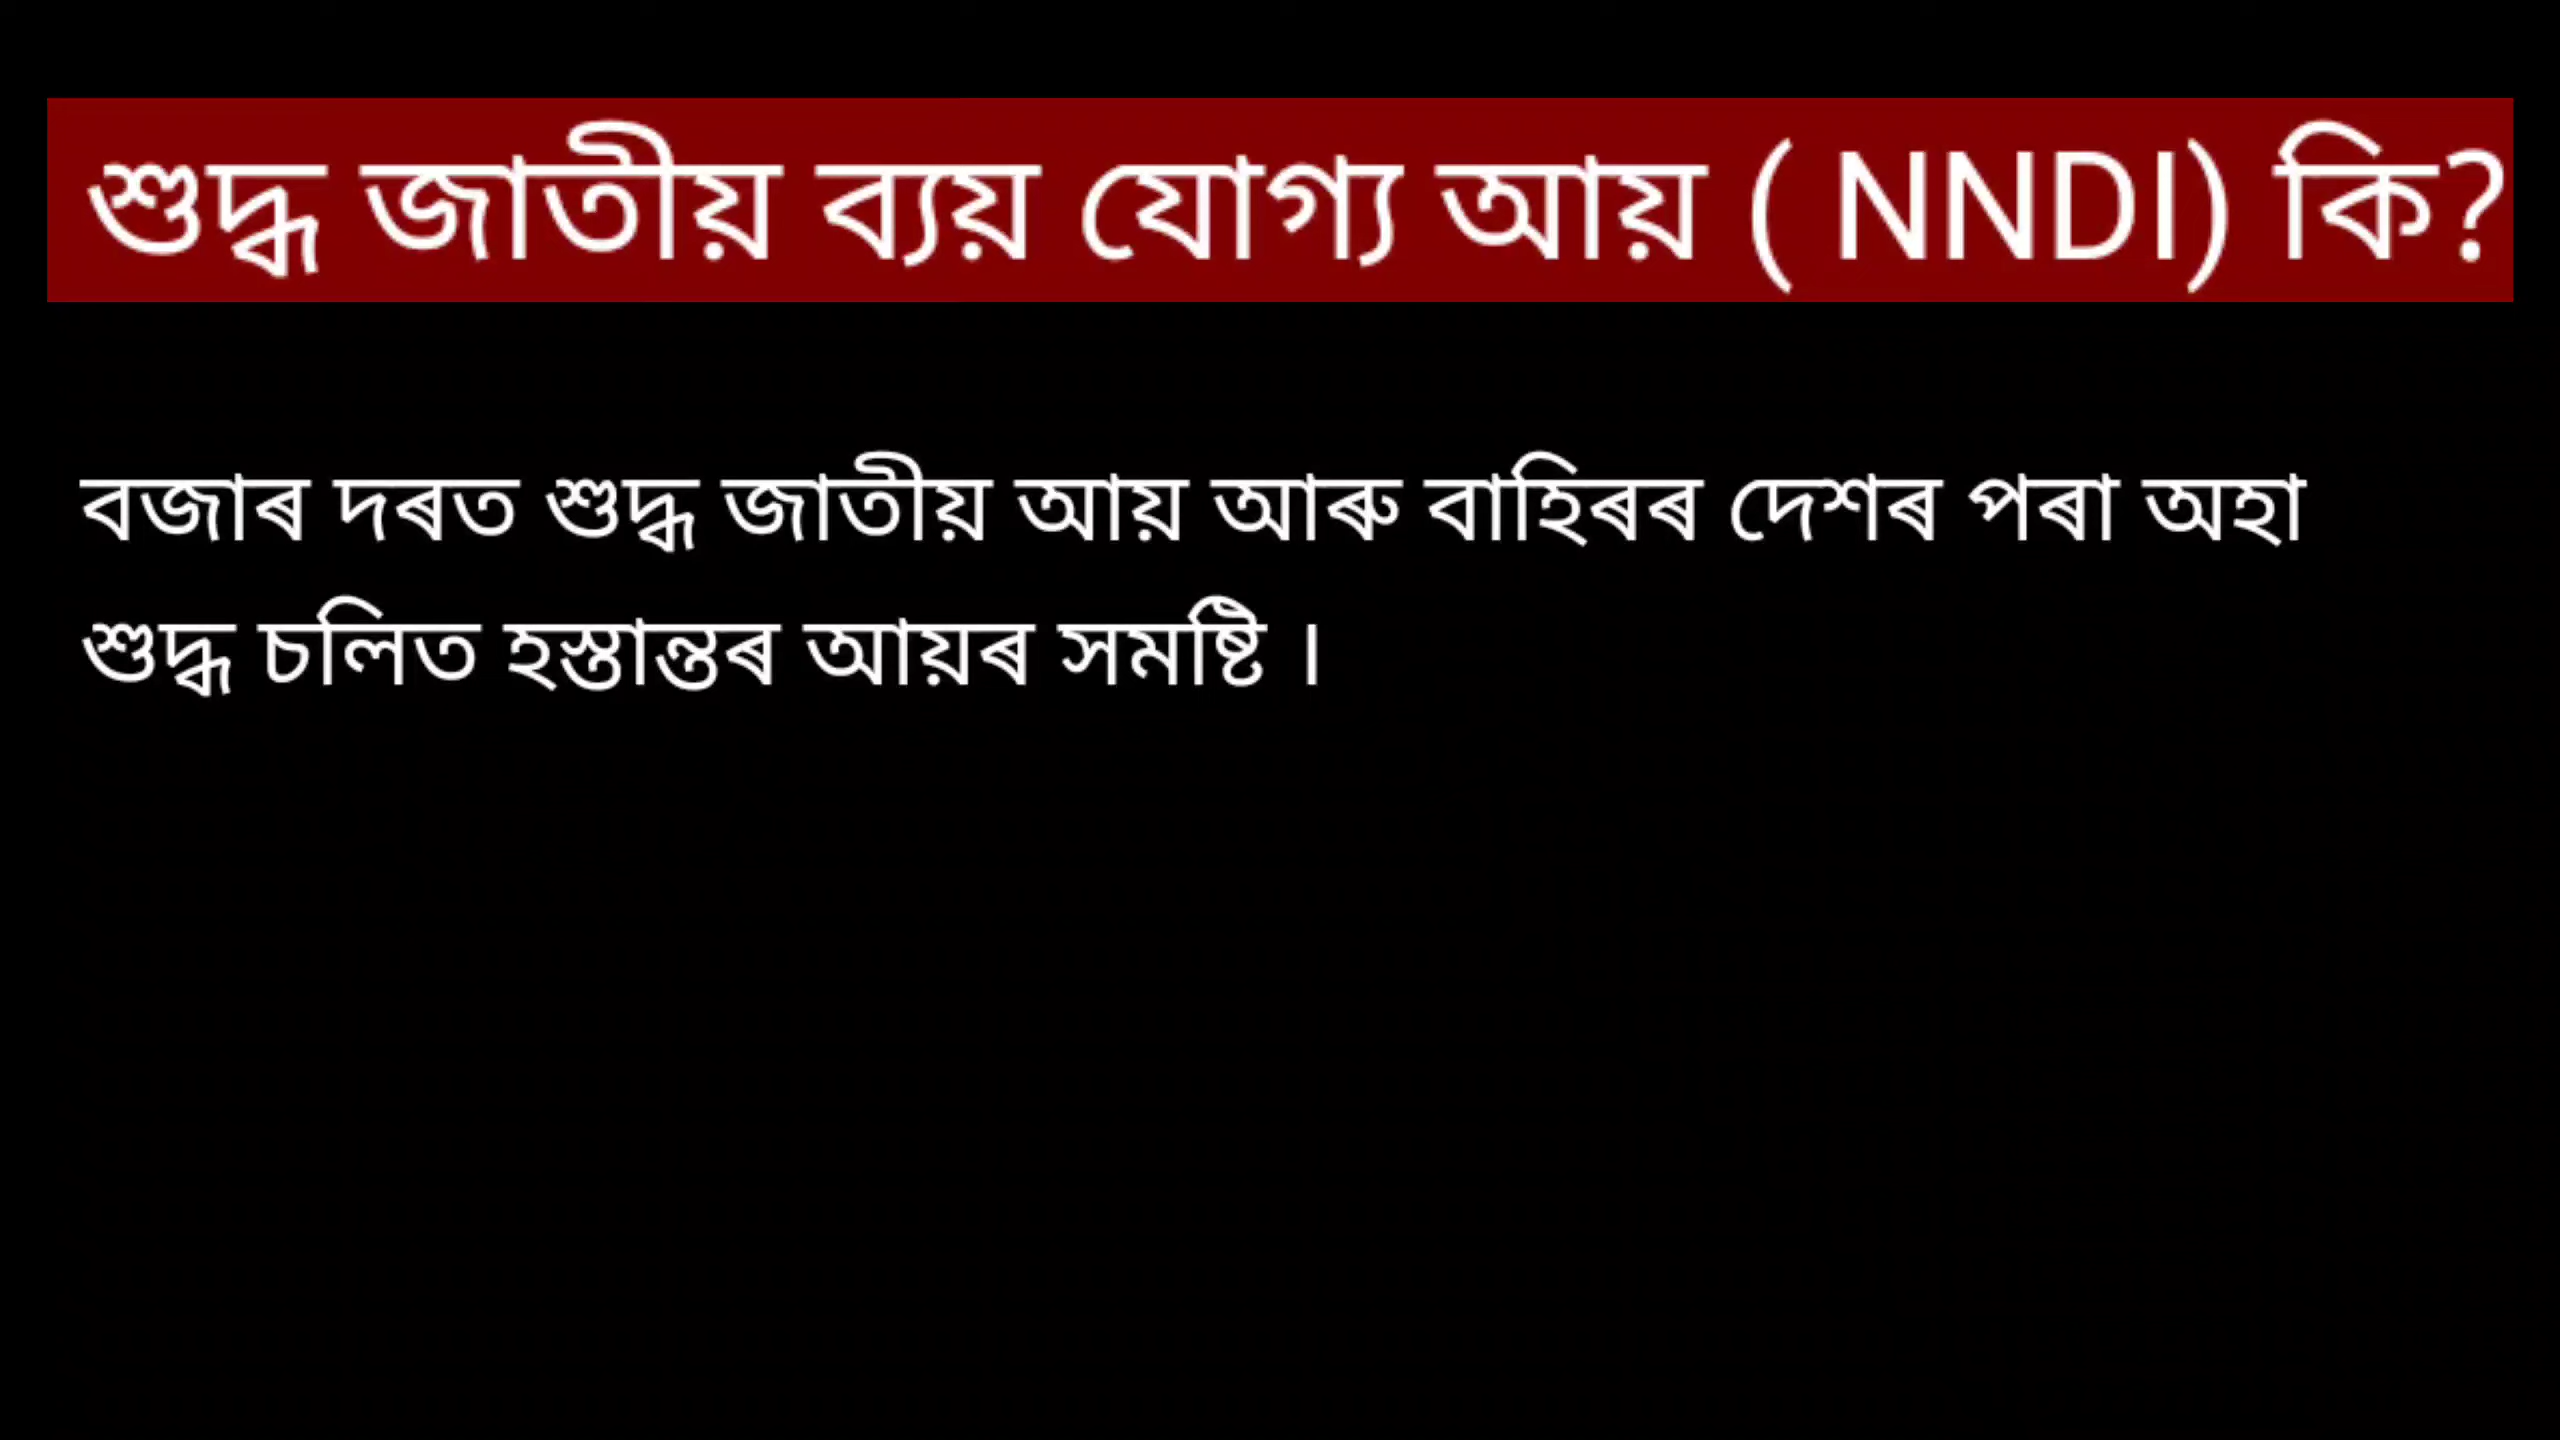 শুদ্ধ জাতীয় ব্যয় যোগ্য আয় ( NNDI) কি?
বজাৰ দৰত শুদ্ধ জাতীয় আয় আৰু বাহিৰৰ দেশৰ পৰা অহা
শুদ্ধ চলিত হস্তান্তৰ আয়ৰ সমষ্টি ।